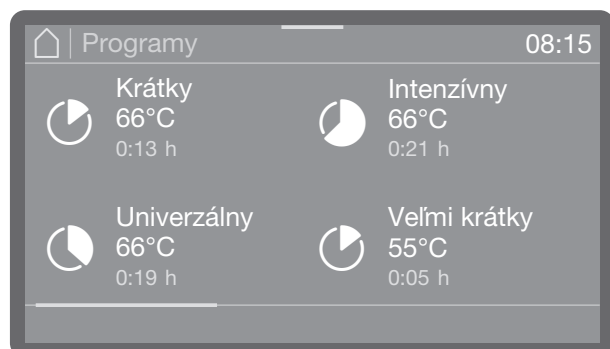 Programy 08:15
Krátky
66°C
0:13 h
Intenzívny
66°C
0:21 h
Univerzálny
66°C
0:19 h
Veľmi krátky
55°C
0:05 h